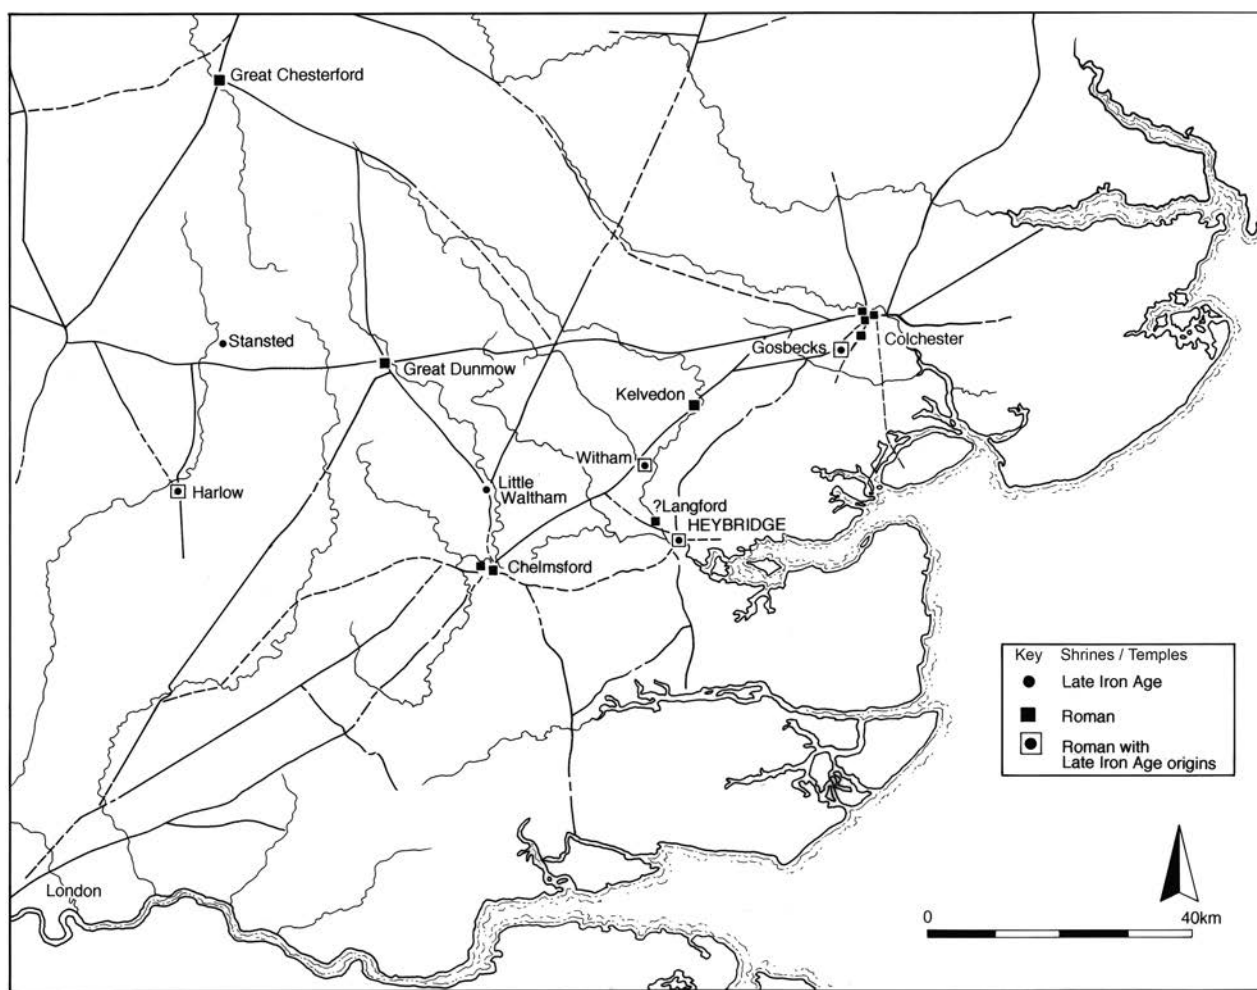 Great Chesterford
Stansted
Great Dunmow
Gosbecks
Colchester
Kelvedon
Witham
Harlow
Little
Waltham
?Langford
HEYBRIDGE
Chelmsford
London
Key Shrines / Temples
Late Iron Age
Roman
Roman with
Late Iron Age origins
0 40km